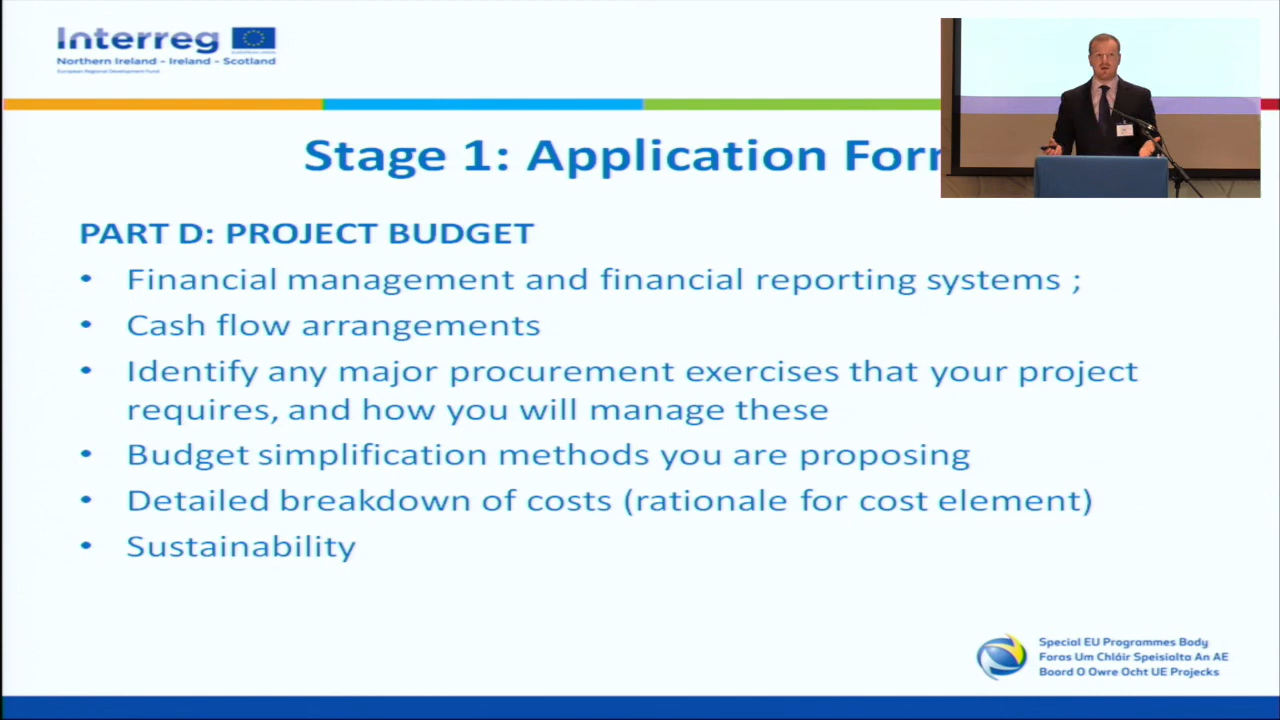 Interreg
Northern Ireland - Ireland - Scotland
European Regional Development Fund
Stage 1: Application For
PART D: PROJECT BUDGET
• Financial management and financial reporting systems ;
• Cash flow arrangements
• Identify any major procurement exercises that your project
requires, and how you will manage these
• Budget simplification methods you are proposing
• Detailed breakdown of costs (rationale for cost element)
• Sustainability
Special EU Programmes Body
Foras Um Chláir Speisialta An AE
Boord O Owre Ocht UE Projecks